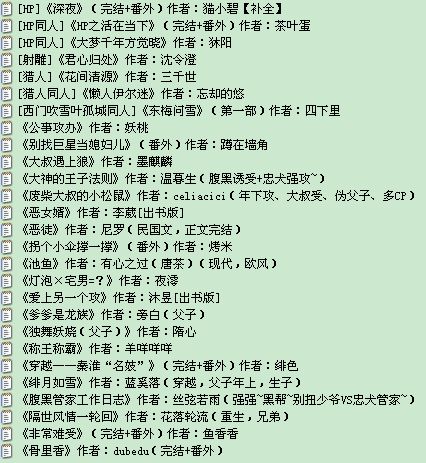 [HP]《深夜》（完结+番外）作者：猫小碧【补全】
[HP同人]《HP之活在当下》（完结+番外）作者：茶叶蛋
[HP同人]《大梦千年方觉晓》作者：狇阳
[射雕]《君心归处》作者：沈令澄
[猎人]《花间渚源》作者：三千世
[猎人同人]《懒人伊尔迷》作者：忘却的悠
[西门吹雪叶孤城同人]《东梅问雪》（第一部）作者：四下里
《公事攻办》作者：妖桃
《别找巨星当媳妇儿》（番外）作者：蹲在墙角
《大叔遇上狼》作者：墨麒麟
《大神的王子法则》作者：温暮生（腹黑诱受+忠犬强攻~）
《废柴大叔的小松鼠》作者：celiacici（年下攻、大叔受、伪父子、多CP）
《恶女婿》作者：李葳[出书版]
《恶徒》作者：尼罗（民国文，正文完结）
《拐个小伞撑一撑》（番外）作者：烤米
《池鱼》作者：有心之过（唐茶）（现代，欧风）
《灯泡×宅男=？》作者：夜澪
《爱上另一个攻》作者：沐昱[出书版]
《爹爹是龙族》作者：旁白（父子）
《独舞妖娆（父子）》作者：隋心
《称王称霸》作者：羊咩咩咩
《穿越——秦淮“名妓”》（完结+番外）作者：绯色
《绯月如雪》作者：蓝奚落（穿越，父子年上，生子）
《腹黑管家工作日志》作者：丝弦若雨（强强~黑帮~别扭少爷VS忠犬管家~）
《隔世风情一轮回》作者：花落轮流（重生，兄弟）
《非常难受》（完结+番外）作者：鱼香香
《骨里香》作者：dubedu（完结+番外）